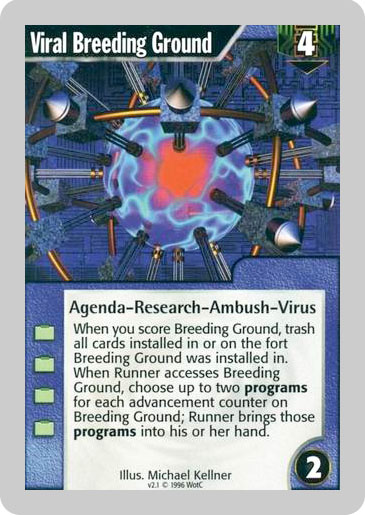 Viral Breeding Ground
4
Agenda-Research-Ambush-Virus
When you score Breeding Ground, trash
all cards installed in or on the fort
Breeding Ground was installed in.
When Runner accesses Breeding
Ground, choose up to two programs
for each advancement counter on
Breeding Ground; Runner brings those
programs into his or her hand.
2
Illus. Michael Kellner
v2.1 © 1996 WotC